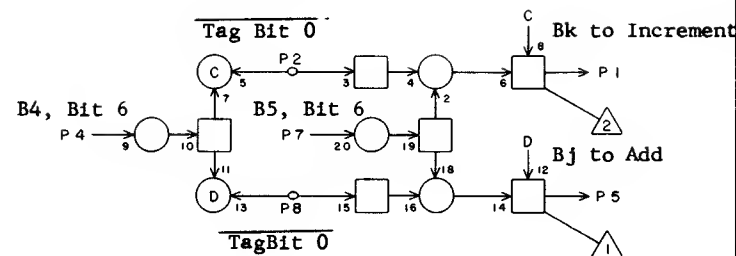 Tag Bit 0
C
Bk to Increment
P2
C
8
5
3
4
6
P1
7
2
B4, Bit 6
B5, Bit 6
2
P4
P7
9
10
20
19
D
Bj to Add
11
18
12
D
13
P8
15
16
14
P5
TagBit 0
1